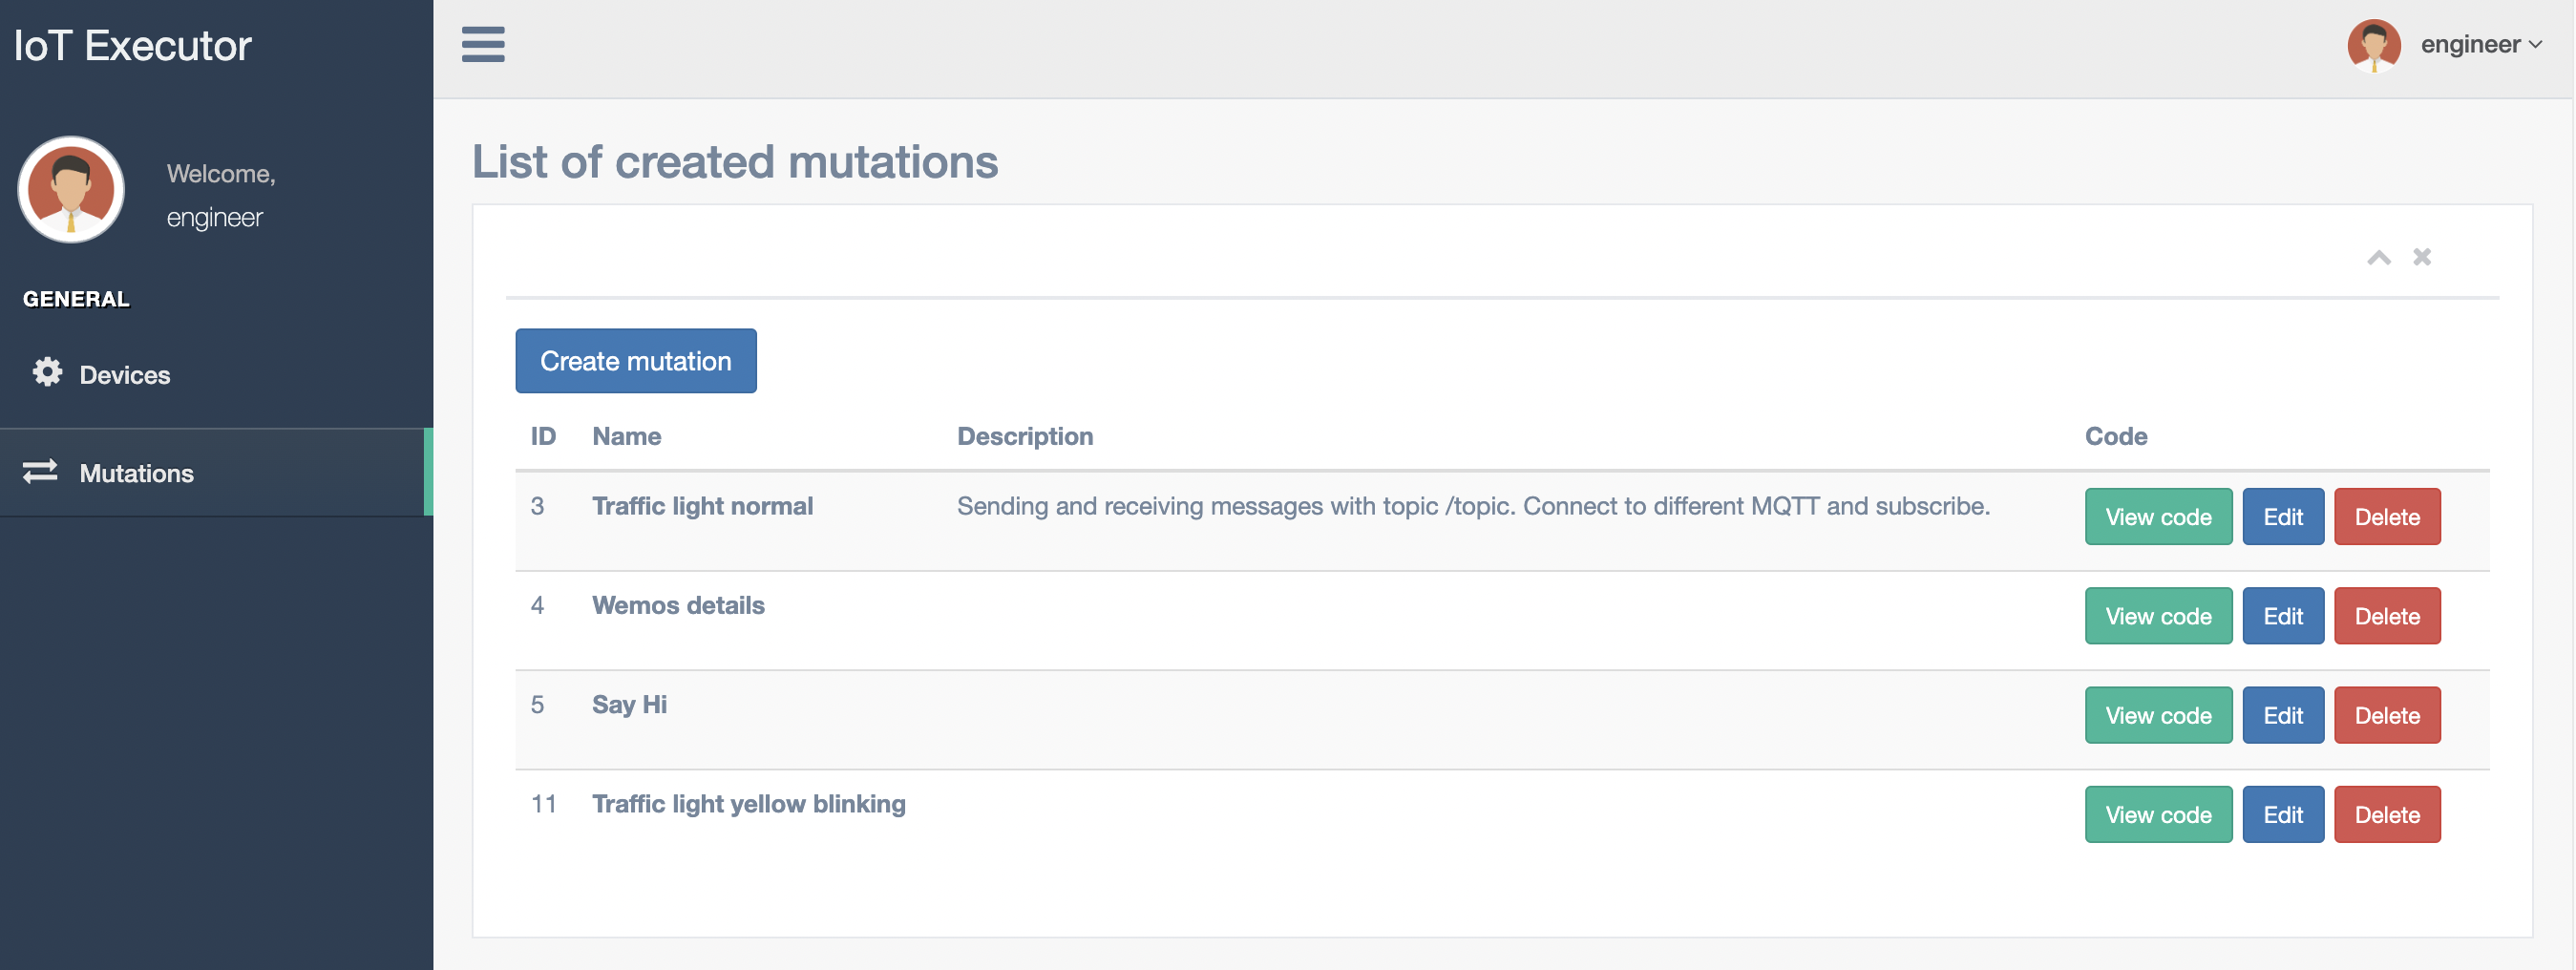 IoT Executor
engineer
Welcome,
engineer
GENERAL
Devices
Mutations
List of created mutations
Create mutation
ID Name Description Code
3 Traffic light normal Sending and receiving messages with topic /topic. Connect to different MQTT and subscribe. View code Edit Delete
4 Wemos details View code Edit Delete
5 Say Hi View code Edit Delete
11 Traffic light yellow blinking View code Edit Delete